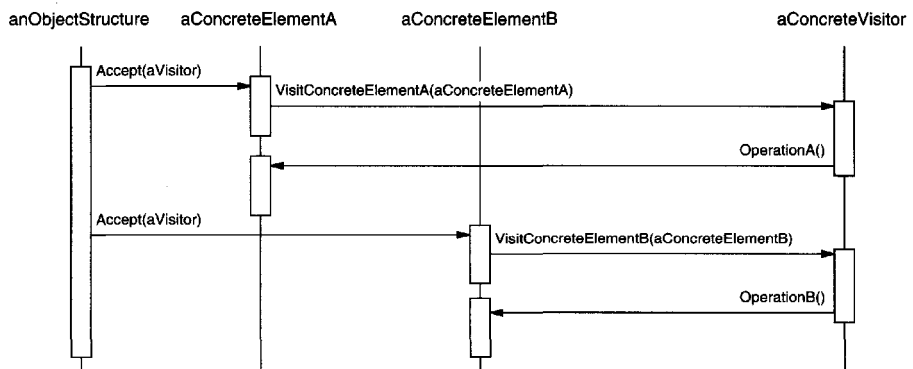 anObjectStructure
aConcreteElementA
aConcreteElementB
aConcreteVisitor
Accept(aVisitor)
VisitConcreteElementA(aConcreteElementA)
OperationA()
Accept(aVisitor)
VisitConcreteElementB(aConcreteElementB)
OperationB()